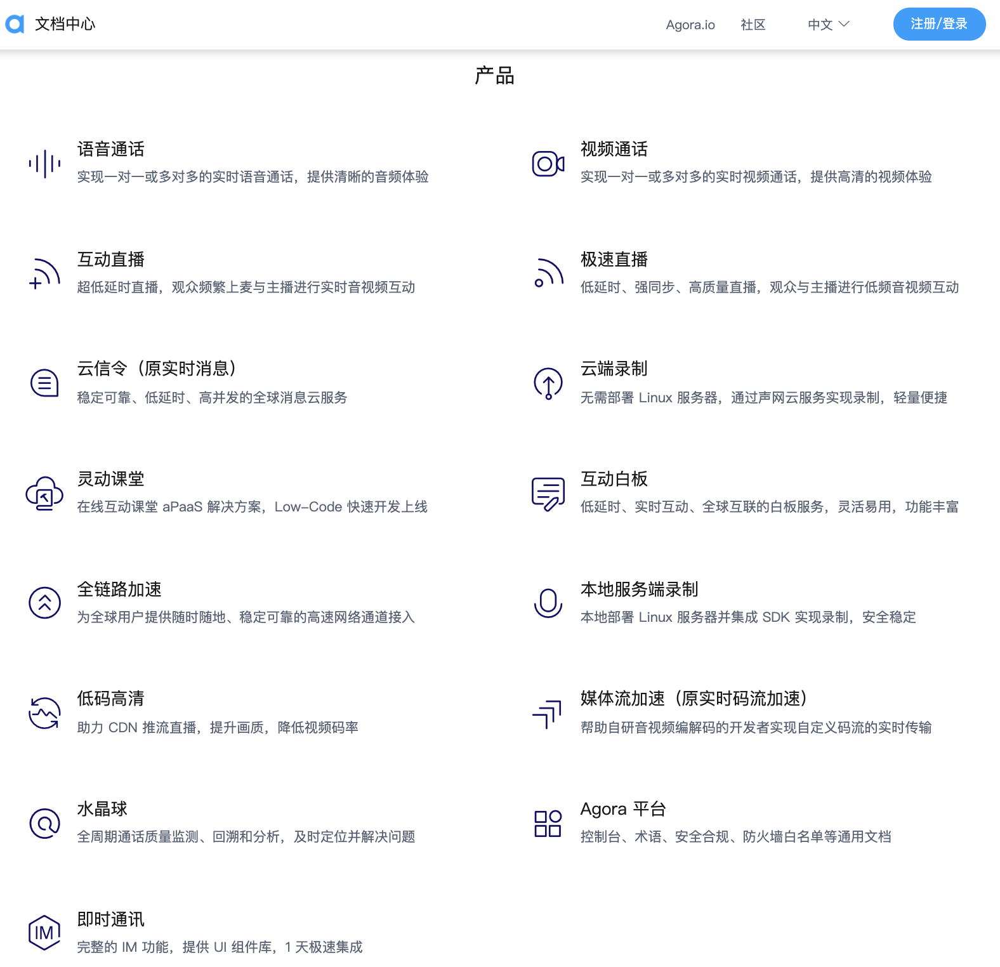 文档中心
Agora.io
社区
中文
注册/登录
产品
语音通话
实现一对一或多对多的实时语音通话，提供清晰的音频体验
视频通话
实现一对一或多对多的实时视频通话，提供高清的视频体验
互动直播
超低延时直播，观众频繁上麦与主播进行实时音视频互动
极速直播
低延时、强同步、高质量直播，观众与主播进行低频音视频互动
云信令（原实时消息）
稳定可靠、低延时、高并发的全球消息云服务
云端录制
无需部署 Linux 服务器，通过声网云服务实现录制，轻量便捷
灵动课堂
在线互动课堂 aPaaS 解决方案，Low-Code 快速开发上线
互动白板
低延时、实时互动、全球互联的白板服务，灵活易用，功能丰富
全链路加速
为全球用户提供随时随地、稳定可靠的高速网络通道接入
本地服务端录制
本地部署 Linux 服务器并集成 SDK 实现录制，安全稳定
低码高清
助力 CDN 推流直播，提升画质，降低视频码率
媒体流加速（原实时码流加速）
帮助自研音视频编解码的开发者实现自定义码流的实时传输
水晶球
全周期通话质量监测、回溯和分析，及时定位并解决问题
Agora 平台
控制台、术语、安全合规、防火墙白名单等通用文档
IM
即时通讯
完整的 IM 功能，提供 UI 组件库，1 天极速集成